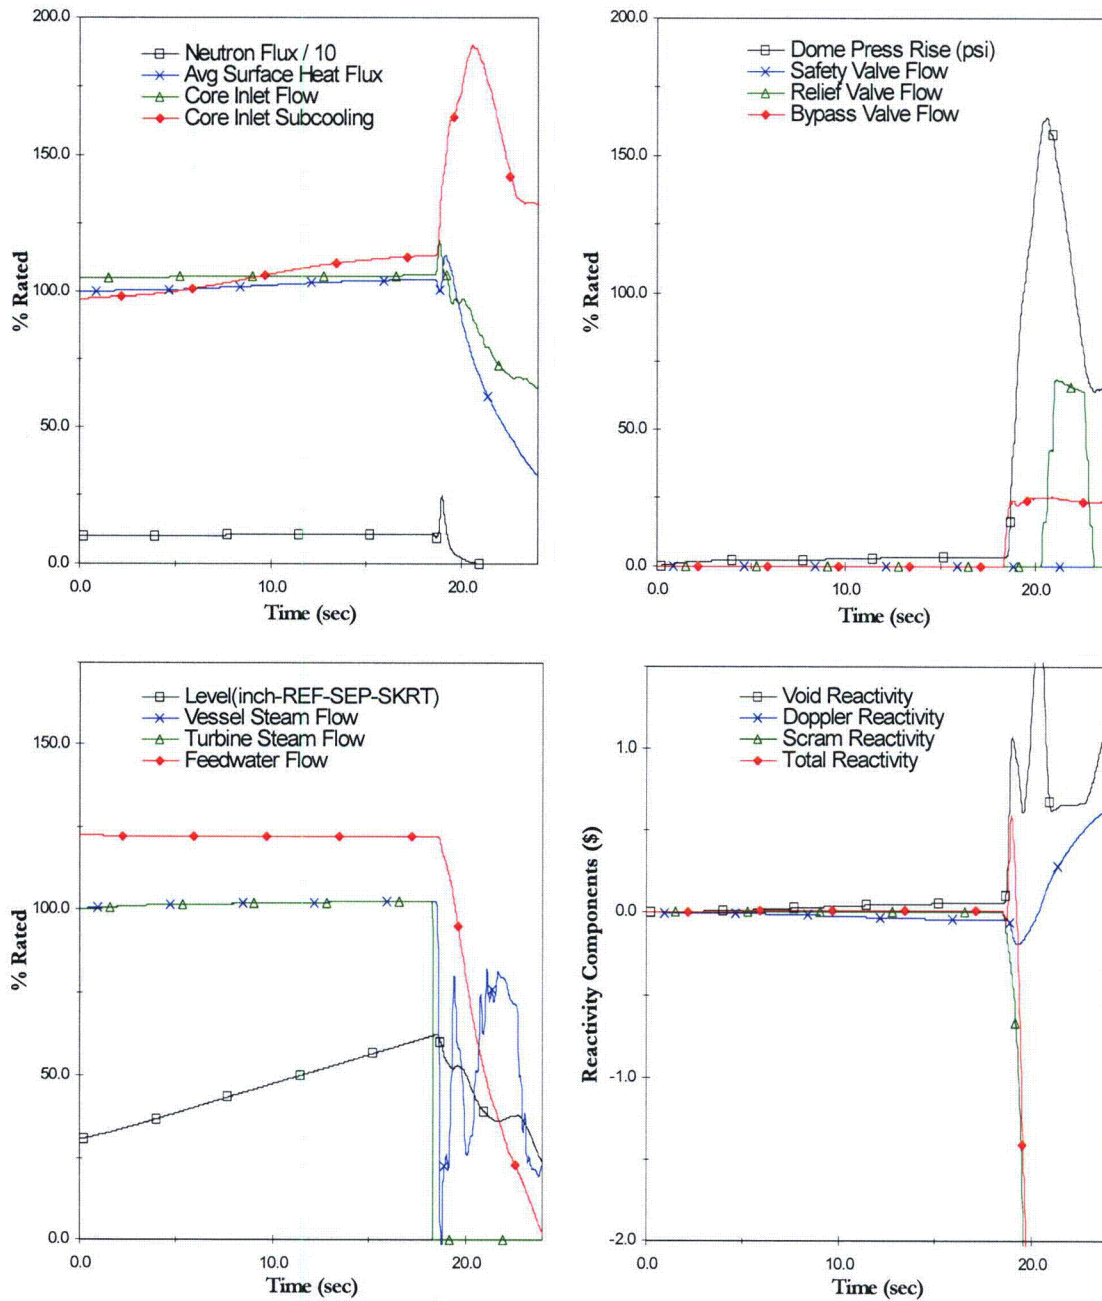 200.0
Neutron Flux / 10
Avg Surface Heat Flux
Core Inlet Flow
Core Inlet Subcooling
150.0
100.0
50.0
0.0
% Rated
0.0 10.0 20.0
Time (sec)
200.0
Dome Press Rise (psi)
Safety Valve Flow
Relief Valve Flow
Bypass Valve Flow
150.0
100.0
50.0
0.0
% Rated
0.0 10.0 20.0
Time (sec)
Level(inch-REF-SEP-SKRT)
Vessel Steam Flow
Turbine Steam Flow
Feedwater Flow
150.0
100.0
50.0
0.0
% Rated
0.0 10.0 20.0
Time (sec)
Void Reactivity
Doppler Reactivity
Scram Reactivity
Total Reactivity
1.0
0.0
-1.0
-2.0
Reactivity Components ($)
0.0 10.0 20.0
Time (sec)